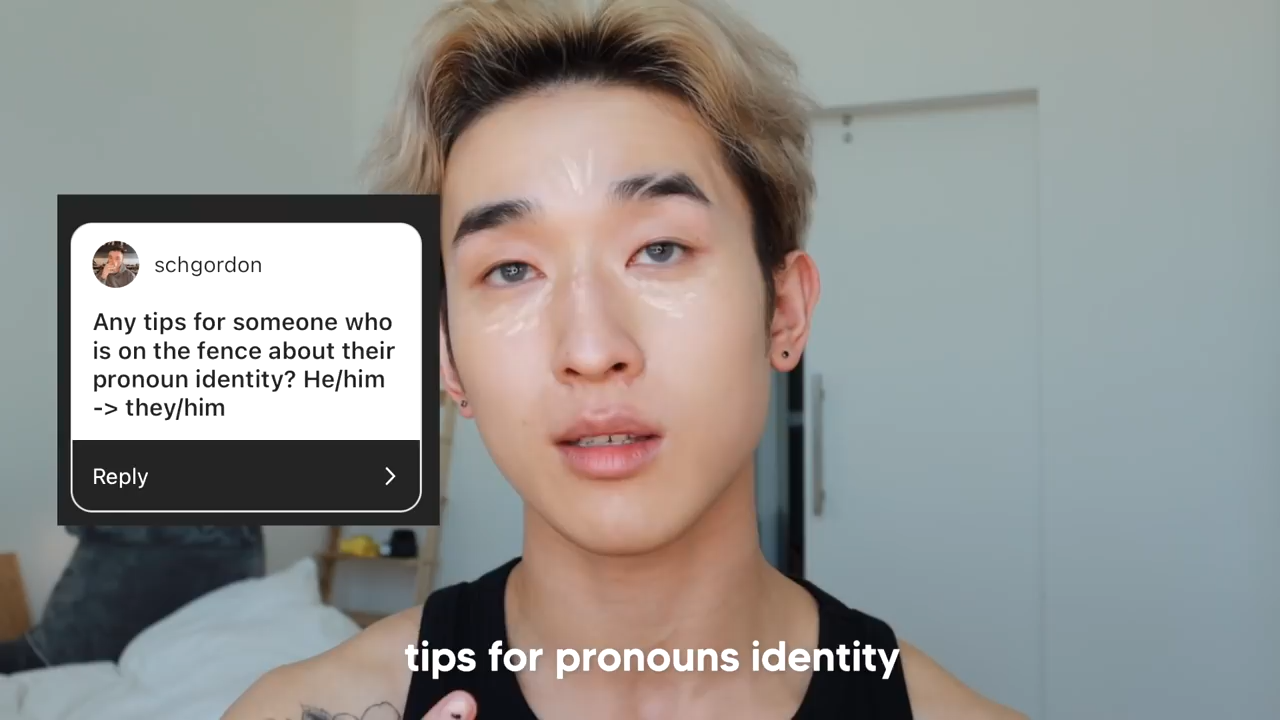 schgordon
Any tips for someone who
is on the fence about their
pronoun identity? He/him
-> they/him
Reply
tips for pronouns identity